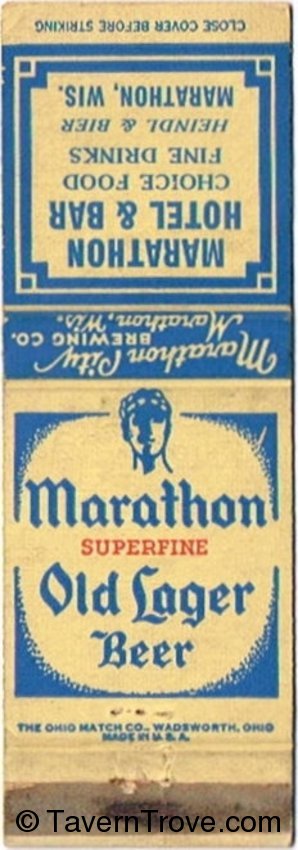 CLOSE COVER BEFORE STRIKING
MARATHON
HOTEL & BAR
CHOICE FOOD
FINE DRINKS
HEINDL & BIER
MARATHON, WIS.
Marathon City
BREWING CO.
Marathon, Wis.
Marathon
SUPERFINE
Old Lager
Beer
THE OHIO MATCH CO., WADSWORTH, OHIO
MADE IN U.S.A.
© TavernTrove.com